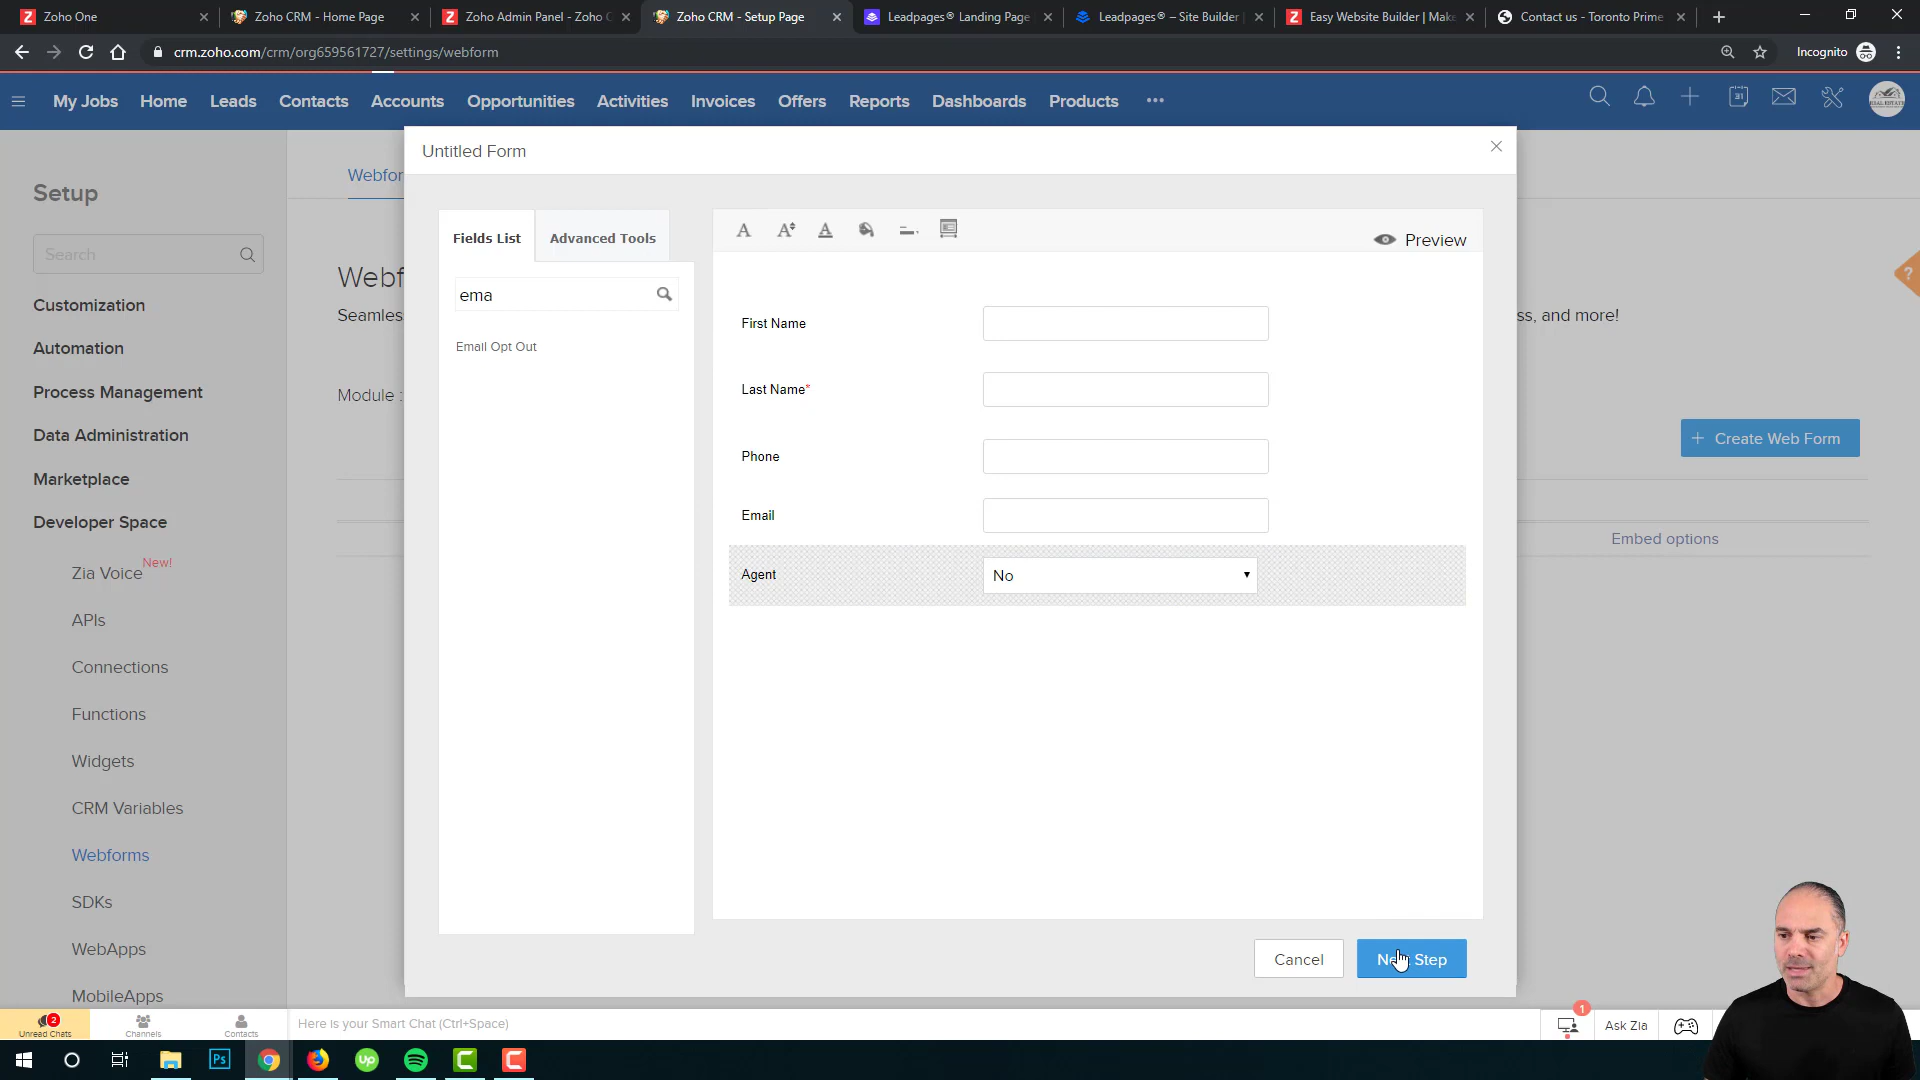 Zoho One
Zoho CRM - Home Page
Zoho Admin Panel - Zoho
Zoho CRM - Setup Page
Leadpages® Landing Page
Leadpages® – Site Builder
Easy Website Builder | Make
Contact us - Toronto Prime
crm.zoho.com/crm/org659561727/settings/webform
Incognito
My Jobs
Home
Leads
Contacts
Accounts
Opportunities
Activities
Invoices
Offers
Reports
Dashboards
Products
31
Untitled Form
Webfor
Setup
Search
Webf
Seamles
ss, and more!
Module :
Customization
Automation
Process Management
Data Administration
Marketplace
Developer Space
Zia Voice New!
APIs
Connections
Functions
Widgets
CRM Variables
Webforms
SDKs
WebApps
MobileApps
Fields List
Advanced Tools
ema
Email Opt Out
Preview
First Name
Last Name*
Phone
Email
Agent
No
+ Create Web Form
Embed options
?
Cancel
Next Step
2
Unread Chats
Channels
Contacts
Here is your Smart Chat (Ctrl+Space)
1
Ask Zia
Ps
Up